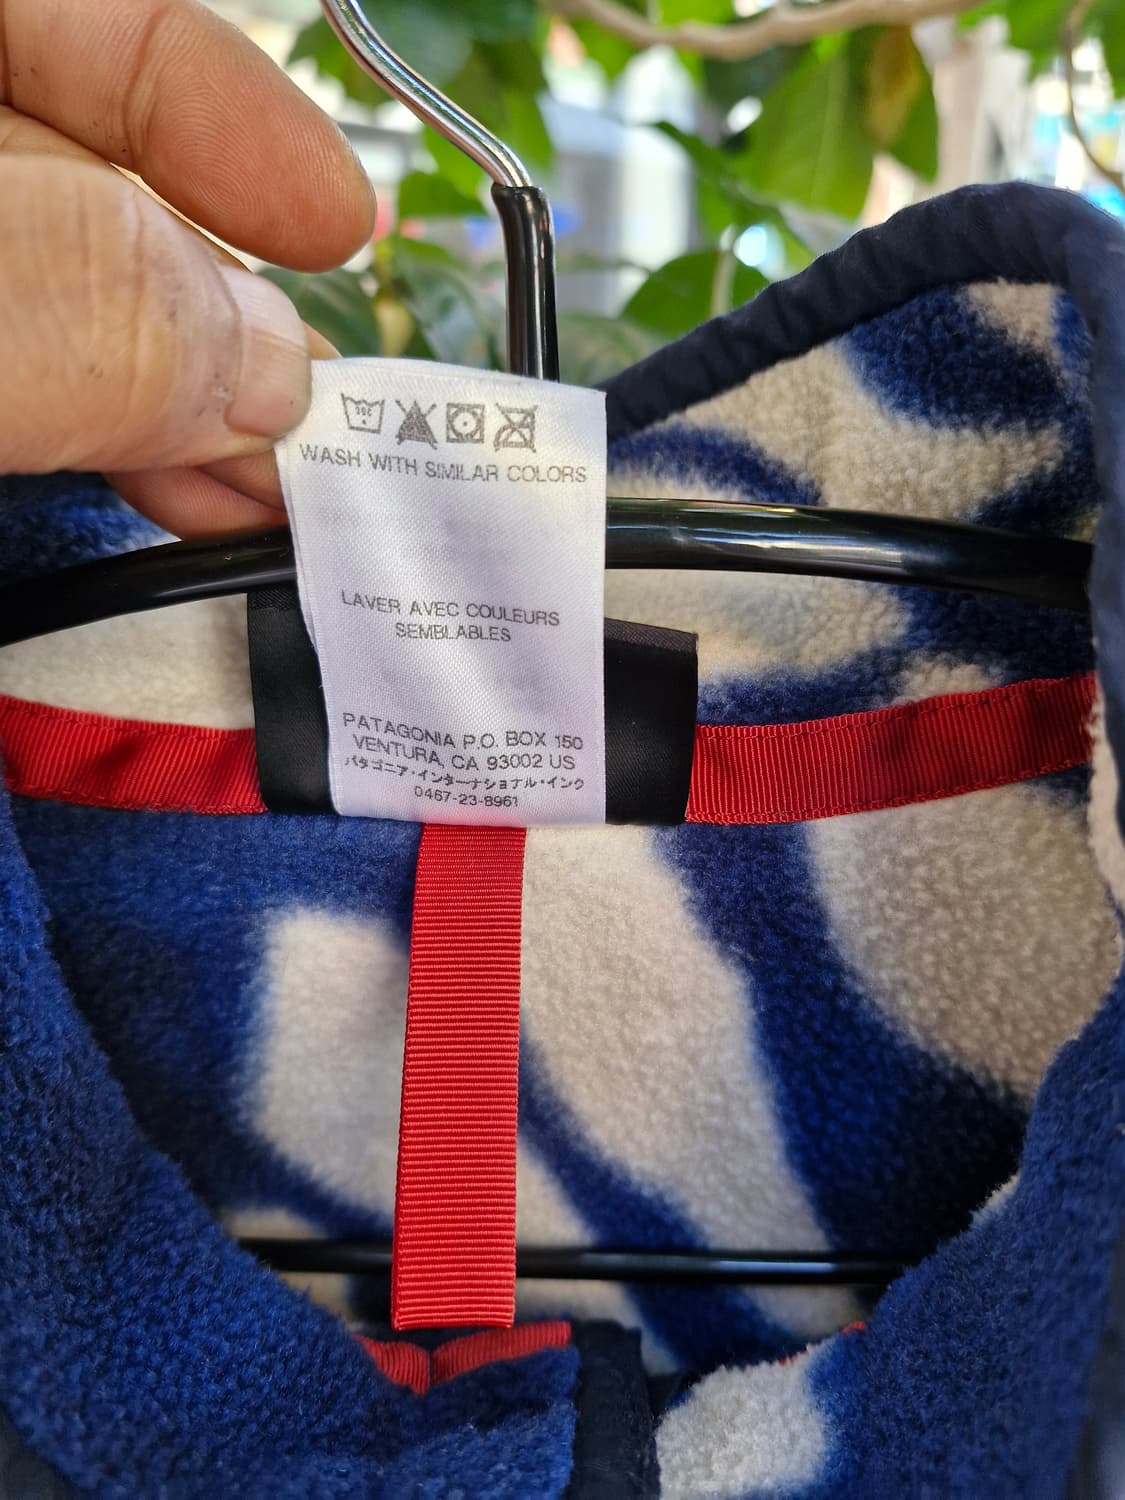 WASH WITH SIMILAR COLORS
LAVER AVEC COULEURS
SEMBLABLES
PATAGONIA P.O. BOX 150
VENTURA, CA 93002 US
パタゴニア・インターナショナル・インク
0467-23-8961